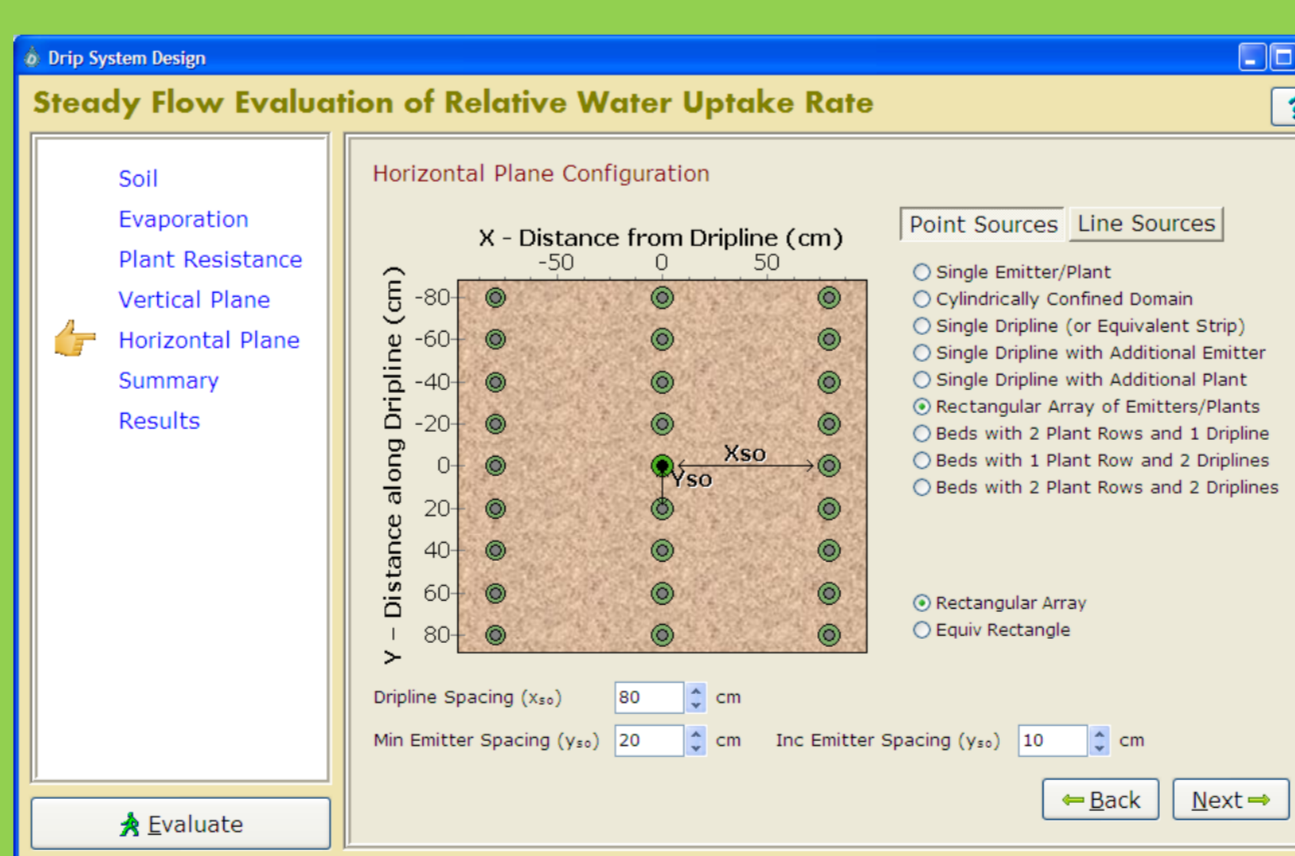 Drip System Design
Steady Flow Evaluation of Relative Water Uptake Rate
?
Soil
Evaporation
Plant Resistance
Vertical Plane
Horizontal Plane
Summary
Results
Evaluate
Horizontal Plane Configuration
X - Distance from Dripline (cm)
-50 0 50
Y - Distance along Dripline (cm)
-80
-60
-40
-20
0
20
40
60
80
Xso
Yso
Point Sources Line Sources
Single Emitter/Plant
Cylindrically Confined Domain
Single Dripline (or Equivalent Strip)
Single Dripline with Additional Emitter
Single Dripline with Additional Plant
Rectangular Array of Emitters/Plants
Beds with 2 Plant Rows and 1 Dripline
Beds with 1 Plant Row and 2 Driplines
Beds with 2 Plant Rows and 2 Driplines
Rectangular Array
Equiv Rectangle
Dripline Spacing (xₛₒ) 80 cm
Min Emitter Spacing (yₛₒ) 20 cm Inc Emitter Spacing (yₛₒ) 10 cm
Back Next